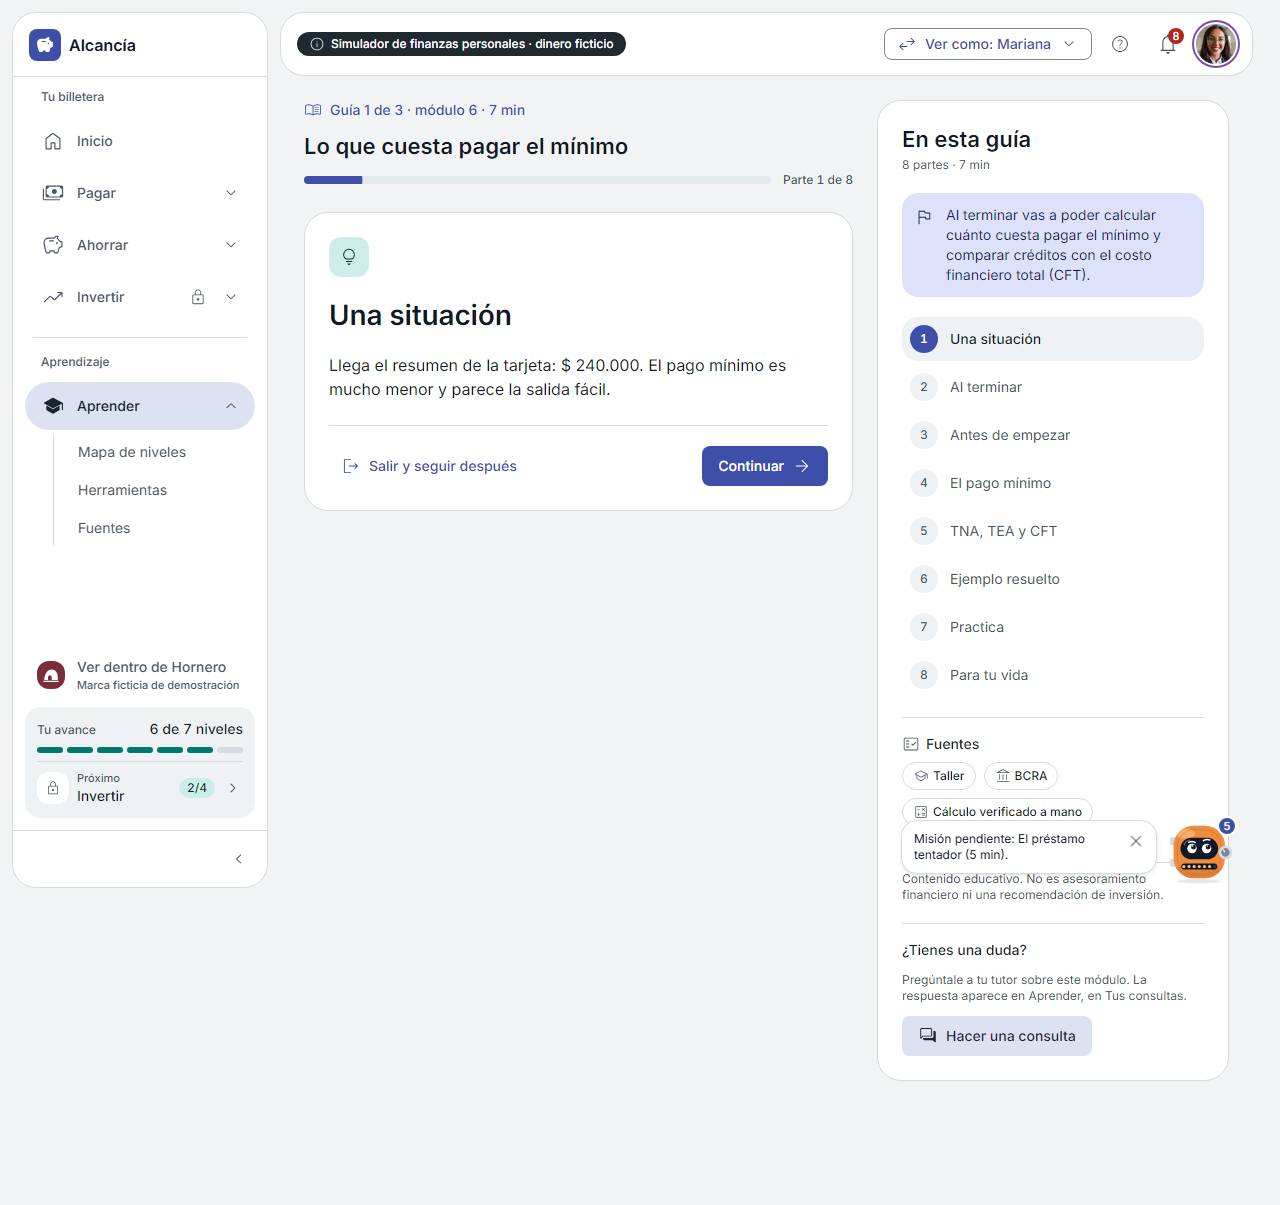 Alcancía
Tu billetera
Inicio
Pagar
Ahorrar
Invertir
Aprendizaje
Aprender
Mapa de niveles
Herramientas
Fuentes
Ver dentro de Hornero
Marca ficticia de demostración
Tu avance
6 de 7 niveles
Próximo
Invertir
2/4
Simulador de finanzas personales · dinero ficticio
Ver como: Mariana
8
Guía 1 de 3 · módulo 6 · 7 min
Lo que cuesta pagar el mínimo
Parte 1 de 8
Una situación
Llega el resumen de la tarjeta: $ 240.000. El pago mínimo es
mucho menor y parece la salida fácil.
Salir y seguir después
Continuar
En esta guía
8 partes · 7 min
Al terminar vas a poder calcular
cuánto cuesta pagar el mínimo y
comparar créditos con el costo
financiero total (CFT).
1 Una situación
2 Al terminar
3 Antes de empezar
4 El pago mínimo
5 TNA, TEA y CFT
6 Ejemplo resuelto
7 Practica
8 Para tu vida
Fuentes
Taller
BCRA
Cálculo verificado a mano
Misión pendiente: El préstamo
tentador (5 min).
5
Contenido educativo. No es asesoramiento
financiero ni una recomendación de inversión.
¿Tienes una duda?
Pregúntale a tu tutor sobre este módulo. La
respuesta aparece en Aprender, en Tus consultas.
Hacer una consulta